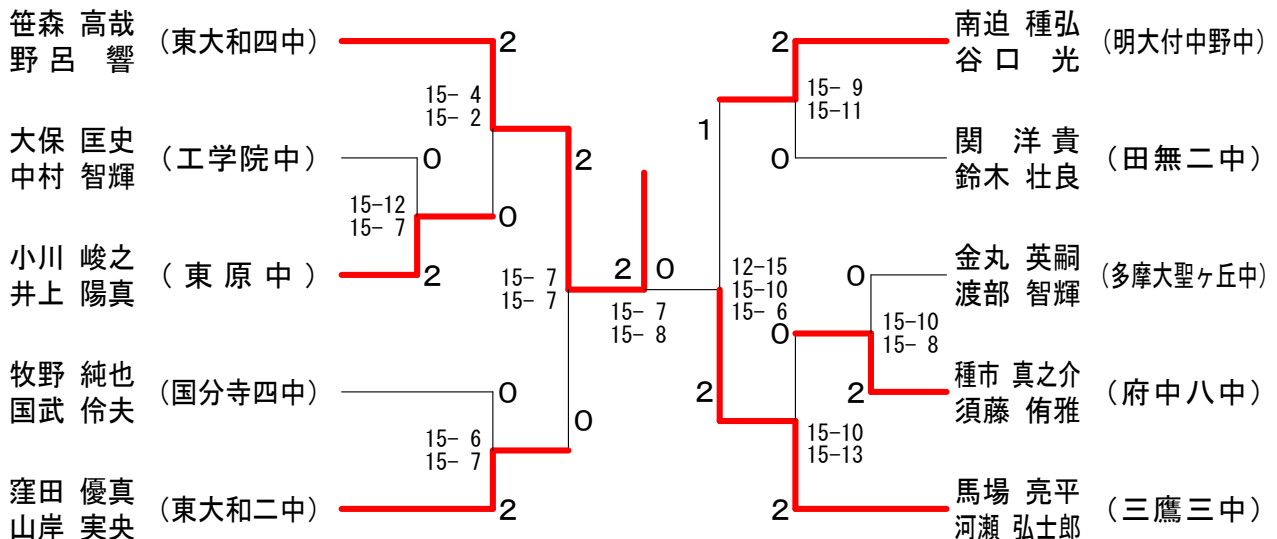 笹森 高哉
野呂 響
(東大和四中)
2
15- 4
15- 2
大保 匡史
中村 智輝
(工学院中)
0
15-12
15- 7
0
小川 峻之
井上 陽真
(東原中)
2
2
15- 7
15- 7
牧野 純也
国武 伶夫
(国分寺四中)
0
15- 6
15- 7
0
窪田 優真
山岸 実央
(東大和二中)
2
2
0
15- 7
15- 8
南迫 種弘
谷口 光
(明大付中野中)
2
15- 9
15-11
1
関 洋貴
鈴木 壮良
(田無二中)
0
12-15
15-10
15- 6
金丸 英嗣
渡部 智輝
(多摩大聖ヶ丘中)
0
15-10
15- 8
0
種市 真之介
須藤 侑雅
(府中八中)
2
2
15-10
15-13
馬場 亮平
河瀬 弘士郎
(三鷹三中)
2